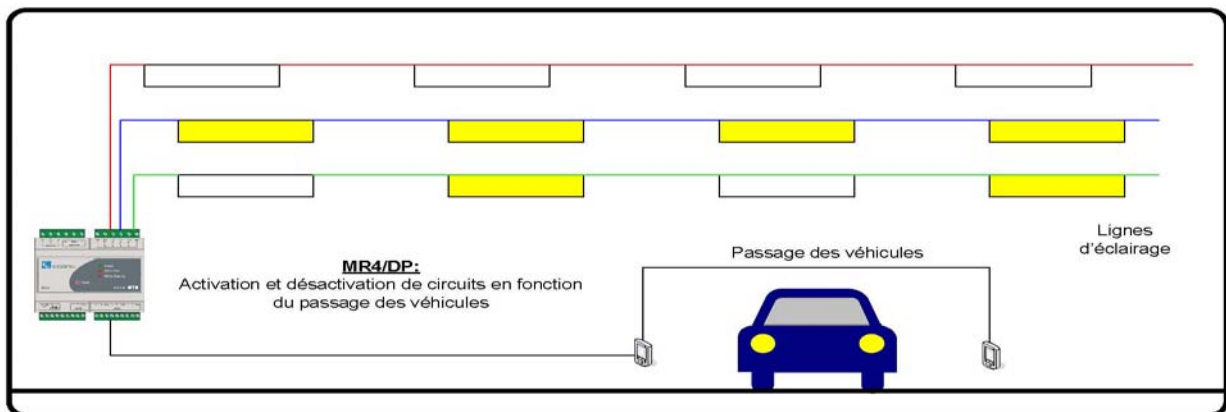 Lignes
d'éclairage
Passage des véhicules
MR4/DP:
Activation et désactivation de circuits en fonction
du passage des véhicules